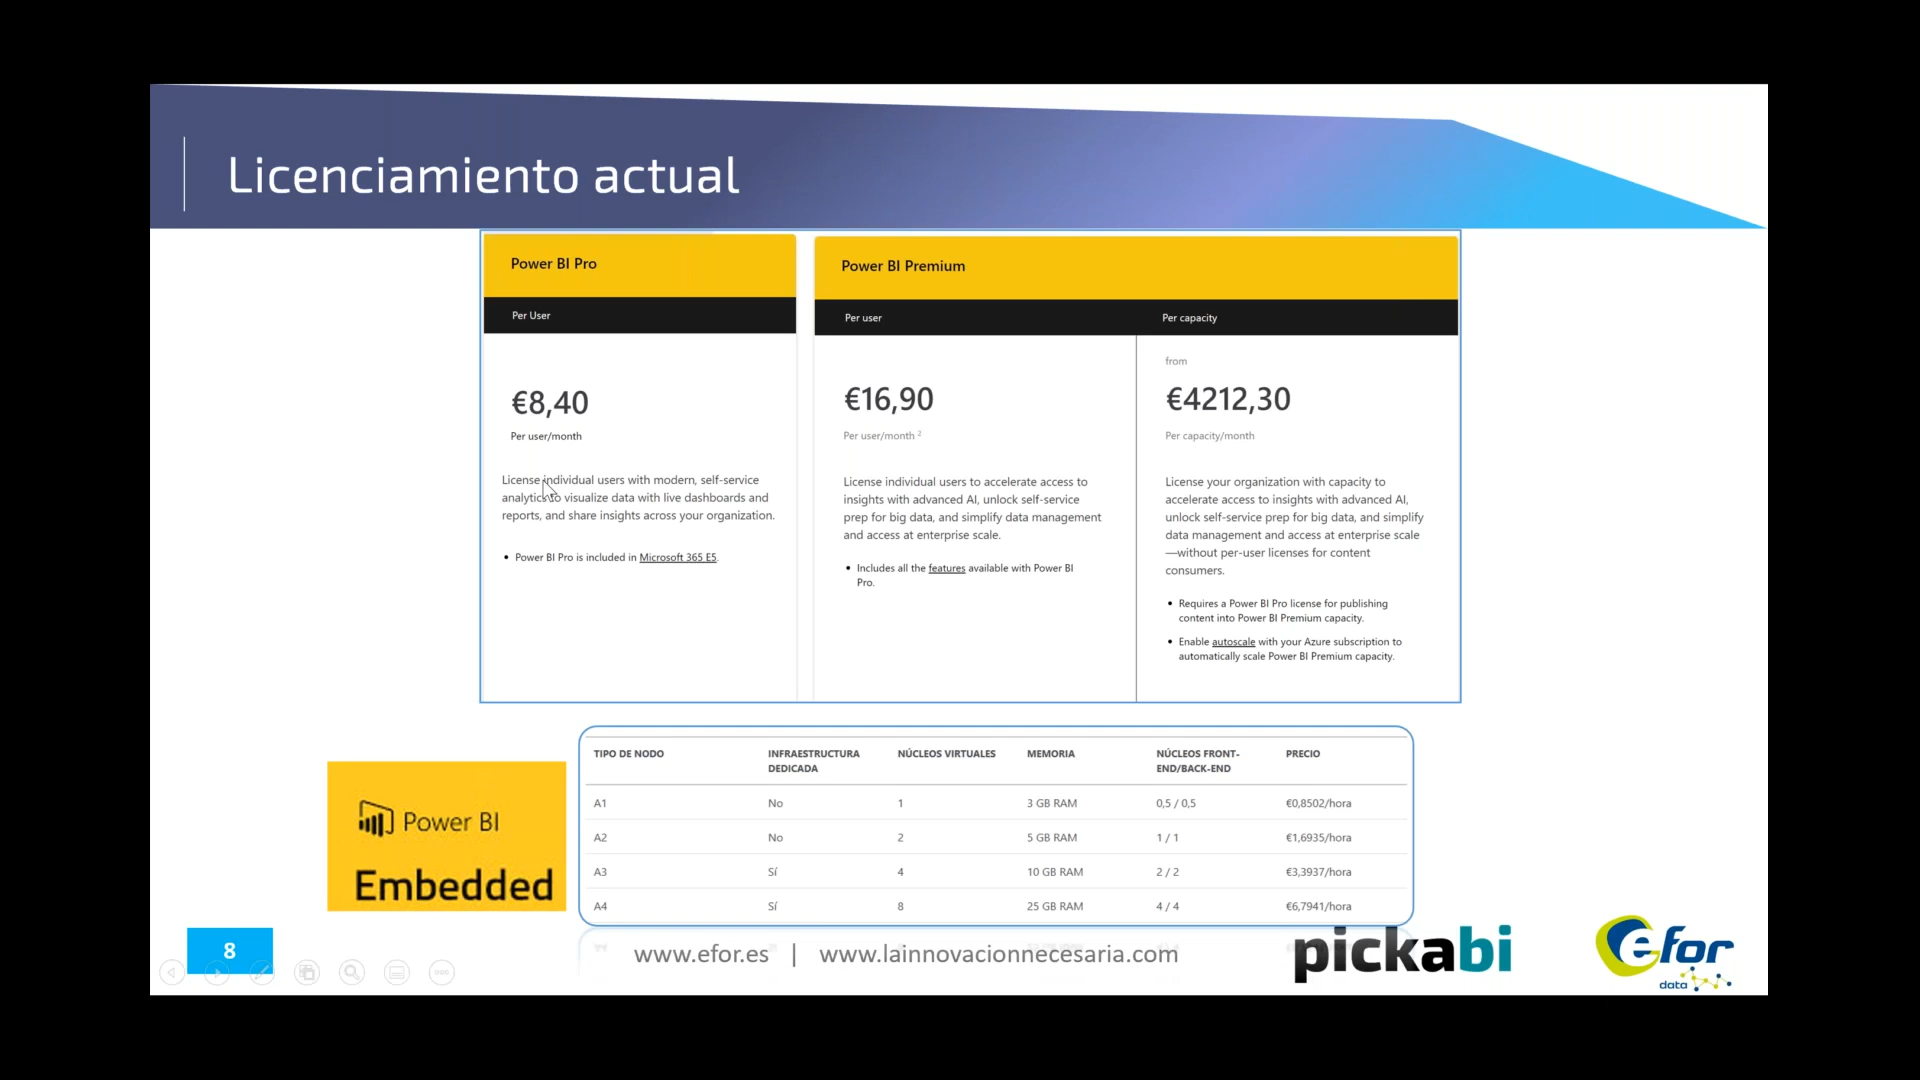 Licenciamiento actual
Power BI Pro
Per User
€8,40
Per user/month
License individual users with modern, self-service
analytics to visualize data with live dashboards and
reports, and share insights across your organization.
• Power BI Pro is included in Microsoft 365 E5.
Power BI Premium
Per user
€16,90
Per user/month 2
License individual users to accelerate access to
insights with advanced AI, unlock self-service
prep for big data, and simplify data management
and access at enterprise scale.
• Includes all the features available with Power BI
Pro.
Per capacity
from
€4212,30
Per capacity/month
License your organization with capacity to
accelerate access to insights with advanced AI,
unlock self-service prep for big data, and simplify
data management and access at enterprise scale
—without per-user licenses for content
consumers.
• Requires a Power BI Pro license for publishing
content into Power BI Premium capacity.
• Enable autoscale with your Azure subscription to
automatically scale Power BI Premium capacity.
Power BI
Embedded
TIPO DE NODO INFRAESTRUCTURA DEDICADA NÚCLEOS VIRTUALES MEMORIA NÚCLEOS FRONT-END/BACK-END PRECIO
A1 No 1 3 GB RAM 0,5 / 0,5 €0,8502/hora
A2 No 2 5 GB RAM 1 / 1 €1,6935/hora
A3 Sí 4 10 GB RAM 2 / 2 €3,3937/hora
A4 Sí 8 25 GB RAM 4 / 4 €6,7941/hora
8
www.efor.es | www.lainnovacionnecesaria.com
pickabi
efor
data